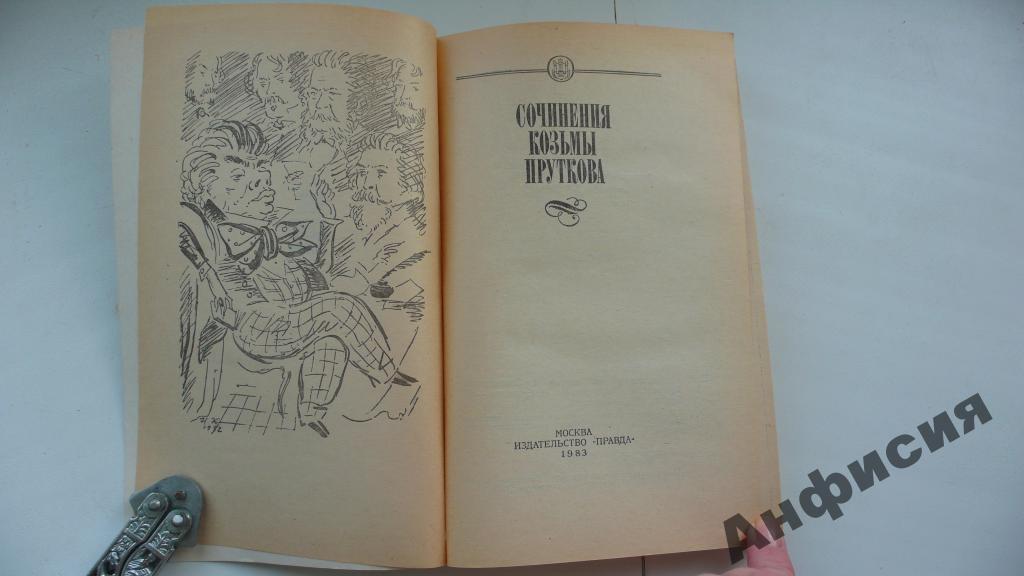 СОЧИНЕНИЯ
КОЗЬМЫ
ПРУТКОВА
МОСКВА
ИЗДАТЕЛЬСТВО «ПРАВДА»
1983
Анфисия